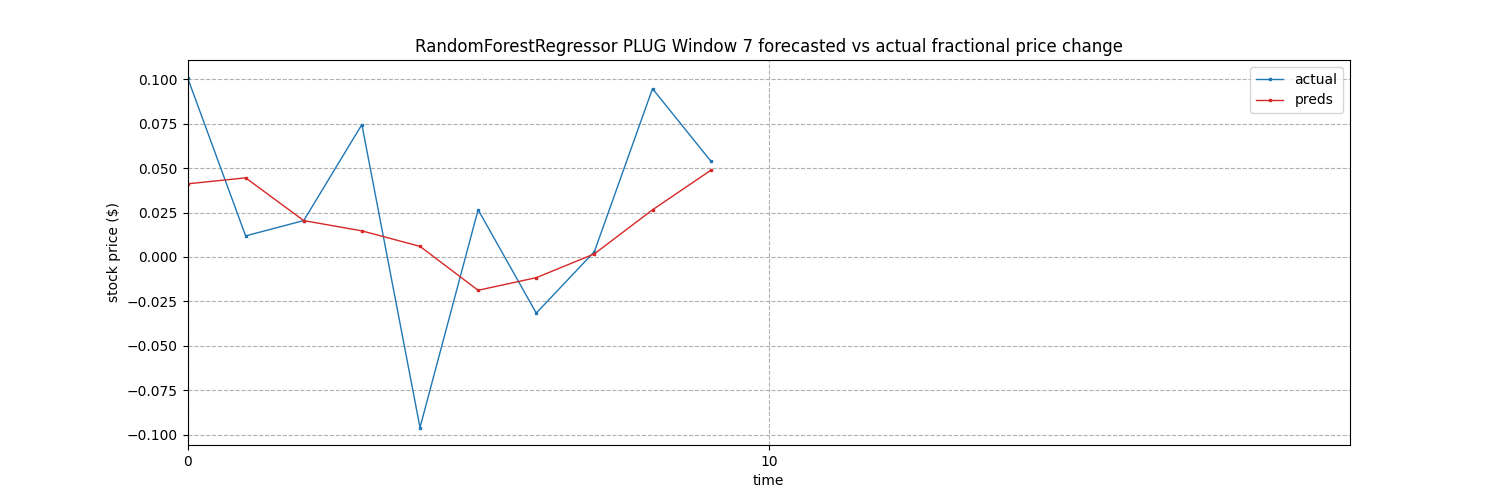 RandomForestRegressor PLUG Window 7 forecasted vs actual fractional price change
actual
preds
0.100
0.075
0.050
0.025
0.000
−0.025
−0.050
−0.075
−0.100
stock price ($)
0
10
time